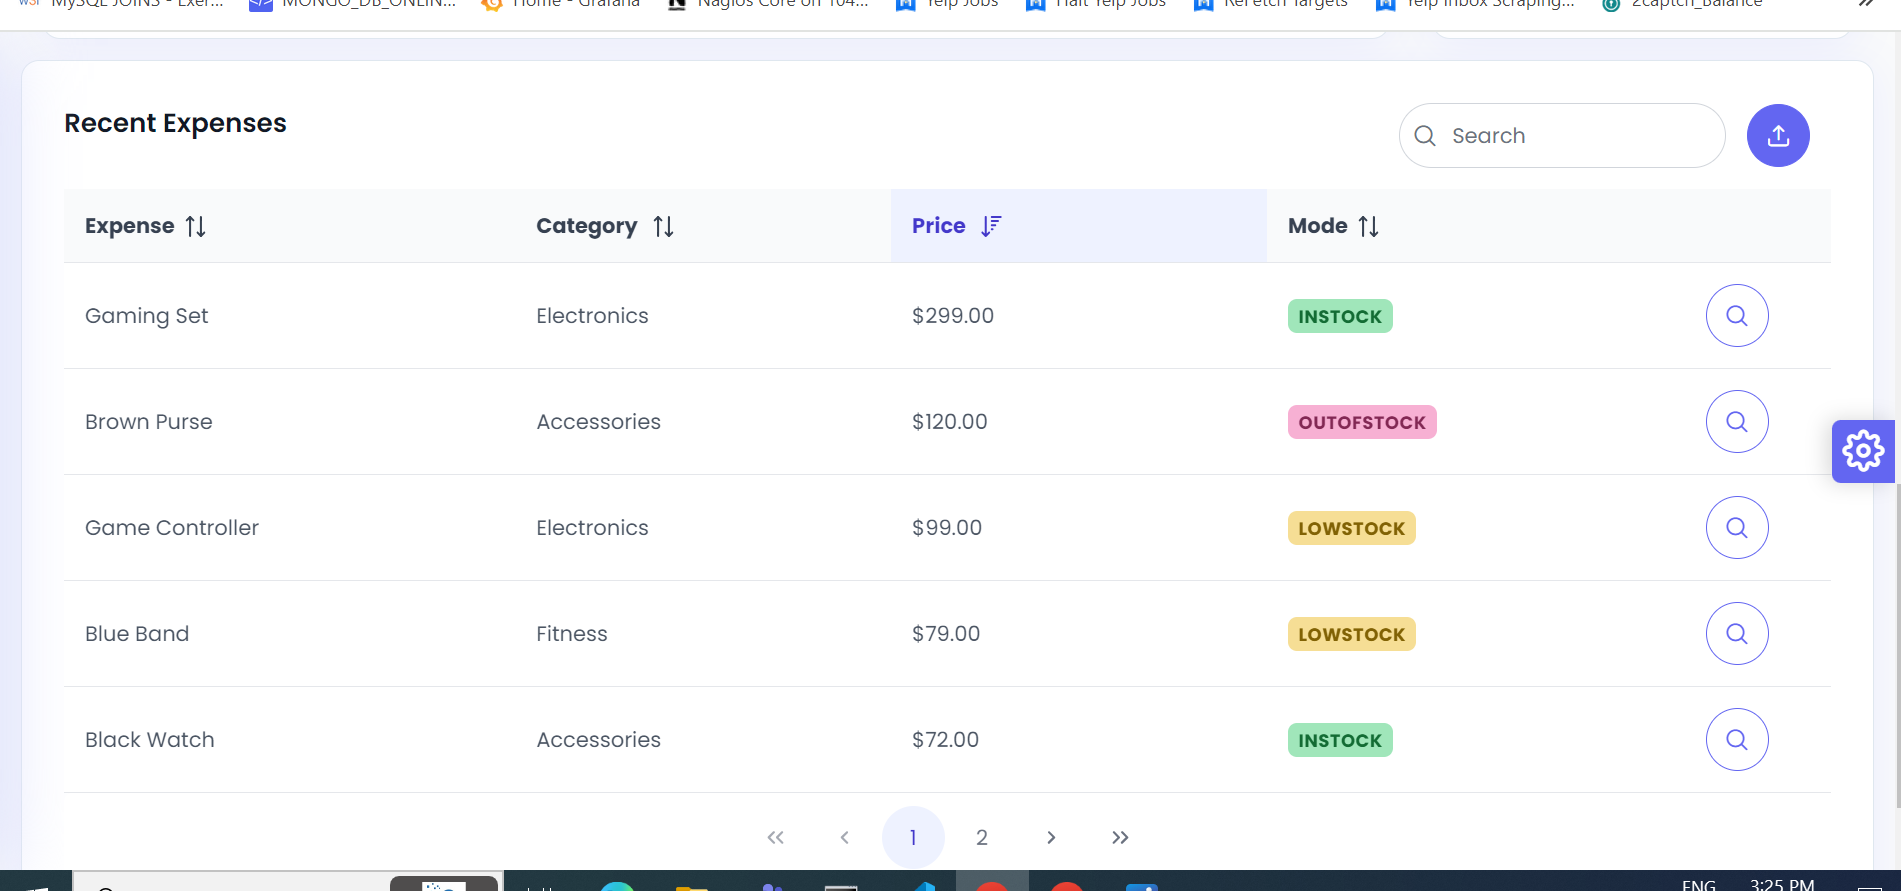 MySQL JOINS - Exer... MONGO_DB_ONLIN... Home - Grafana Nagios Core on 104... Yelp Jobs Halt Yelp Jobs ReFetch Targets Yelp Inbox Scraping... 2captch_Balance
Recent Expenses
Search
Expense Category Price Mode
Gaming Set Electronics $299.00 INSTOCK
Brown Purse Accessories $120.00 OUTOFSTOCK
Game Controller Electronics $99.00 LOWSTOCK
Blue Band Fitness $79.00 LOWSTOCK
Black Watch Accessories $72.00 INSTOCK
1 2
ENG 3:25 PM